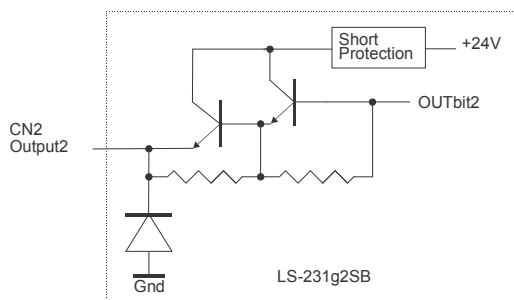 Short
Protection
+24V
OUTbit2
CN2
Output2
Gnd
LS-231g2SB